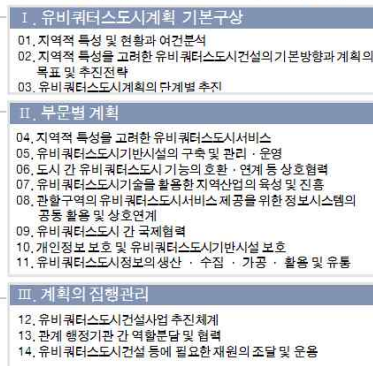 Ⅰ. 유비쿼터스도시계획 기본구상
01. 지역적 특성 및 현황과 여건분석
02. 지역적 특성을 고려한 유비쿼터스도시건설의 기본방향과 계획의
목표 및 추진전략
03. 유비쿼터스도시계획의 단계별 추진
Ⅱ. 부문별 계획
04. 지역적 특성을 고려한 유비쿼터스도시서비스
05. 유비쿼터스도시기반시설의 구축 및 관리 · 운영
06. 도시 간 유비쿼터스도시 기능의 호환 · 연계 등 상호협력
07. 유비쿼터스도시기술을 활용한 지역산업의 육성 및 진흥
08. 관할구역의 유비쿼터스도시서비스 제공을 위한 정보시스템의
공동 활용 및 상호연계
09. 유비쿼터스도시 간 국제협력
10. 개인정보 보호 및 유비쿼터스도시기반시설 보호
11. 유비쿼터스도시정보의 생산 · 수집 · 가공 · 활용 및 유통
Ⅲ. 계획의 집행관리
12. 유비쿼터스도시건설사업 추진체계
13. 관계 행정기관 간 역할분담 및 협력
14. 유비쿼터스도시건설 등에 필요한 재원의 조달 및 운용